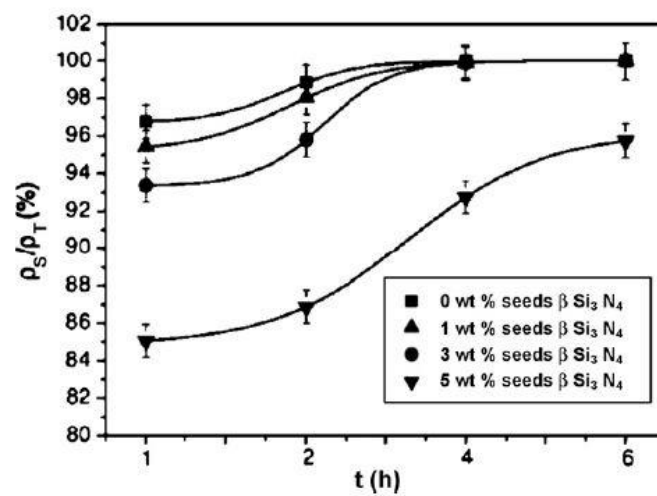 102
100
98
96
94
92
90
88
86
84
82
80
ρS/ρT (%)
0 wt % seeds β Si3 N4
1 wt % seeds β Si3 N4
3 wt % seeds β Si3 N4
5 wt % seeds β Si3 N4
1 2 4 6
t (h)